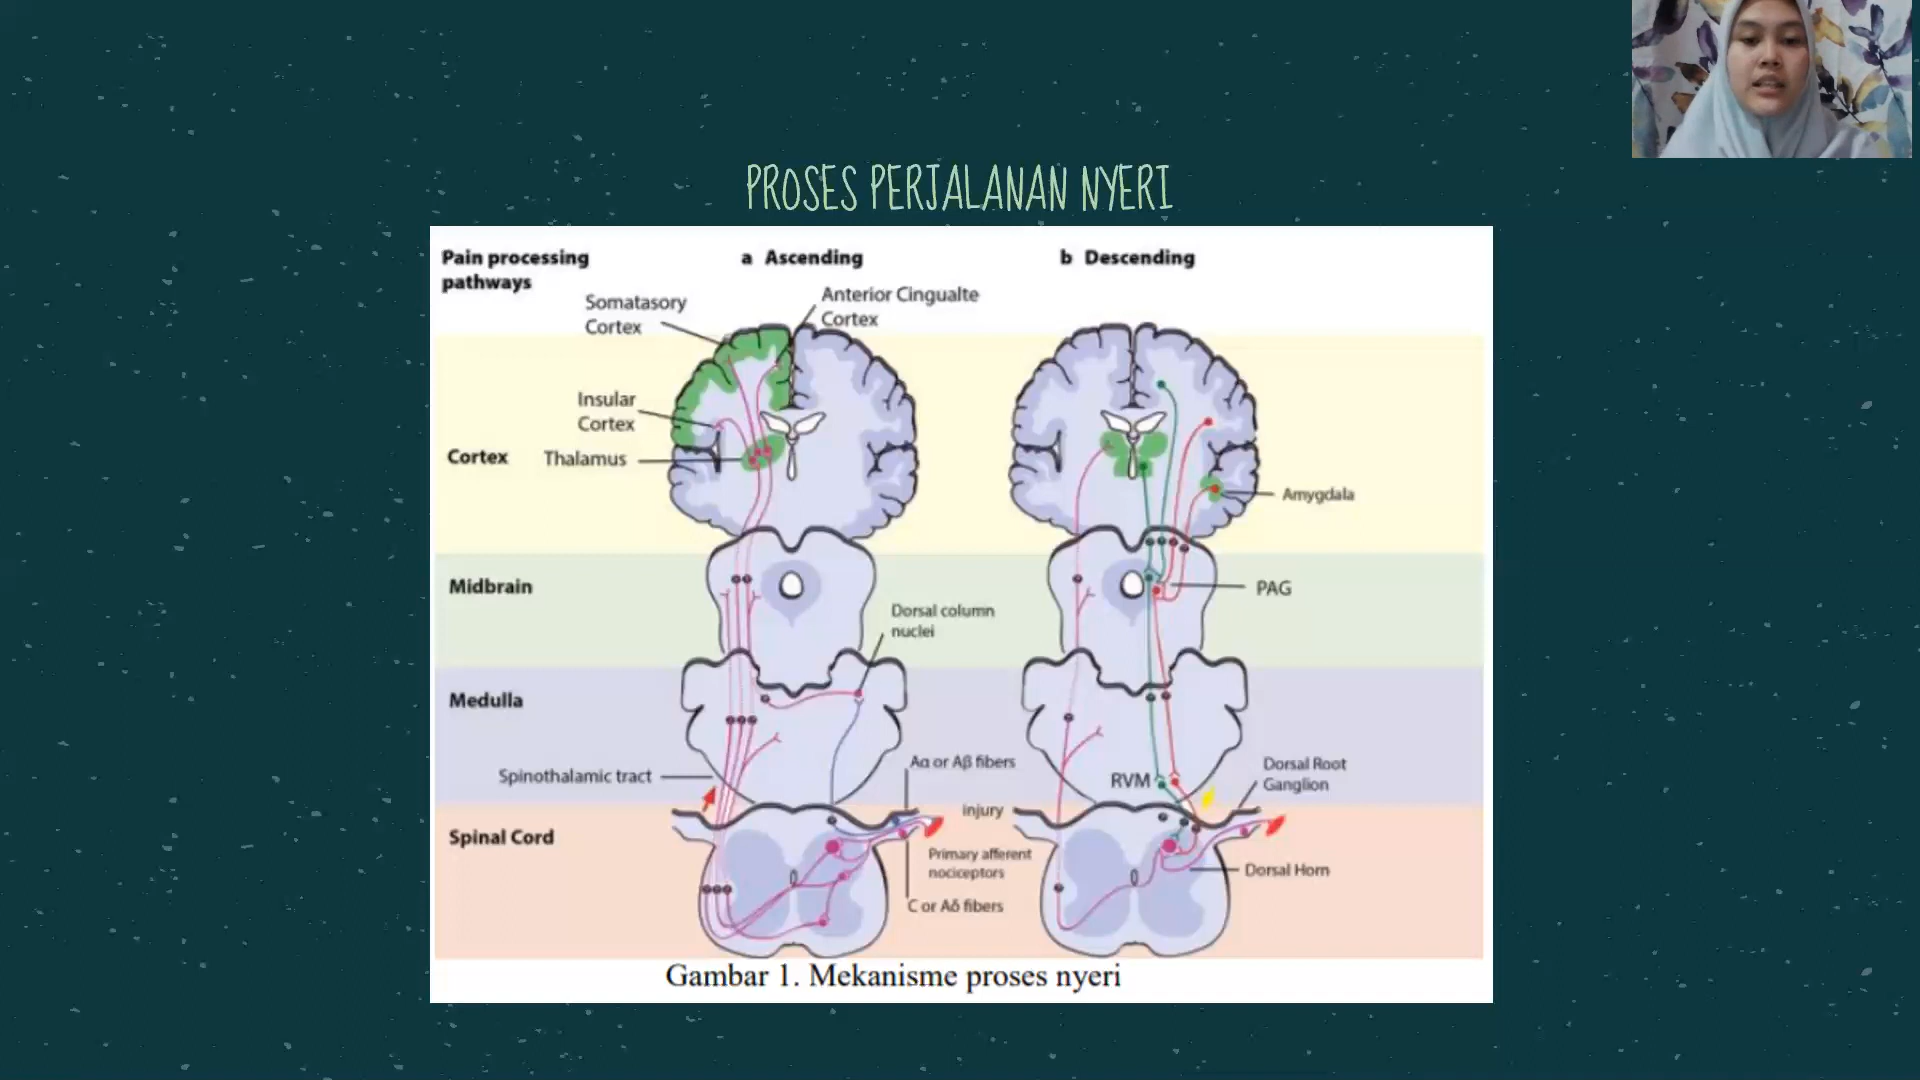 PROSES PERJALANAN NYERI
Pain processing
pathways
a Ascending
b Descending
Somatasory
Cortex
Anterior Cingualte
Cortex
Insular
Cortex
Cortex
Thalamus
Amygdala
Midbrain
PAG
Dorsal column
nuclei
Medulla
Spinothalamic tract
Aα or Aβ fibers
RVM
Dorsal Root
Ganglion
injury
Spinal Cord
Primary afferent
nociceptors
Dorsal Horn
C or Aδ fibers
Gambar 1. Mekanisme proses nyeri